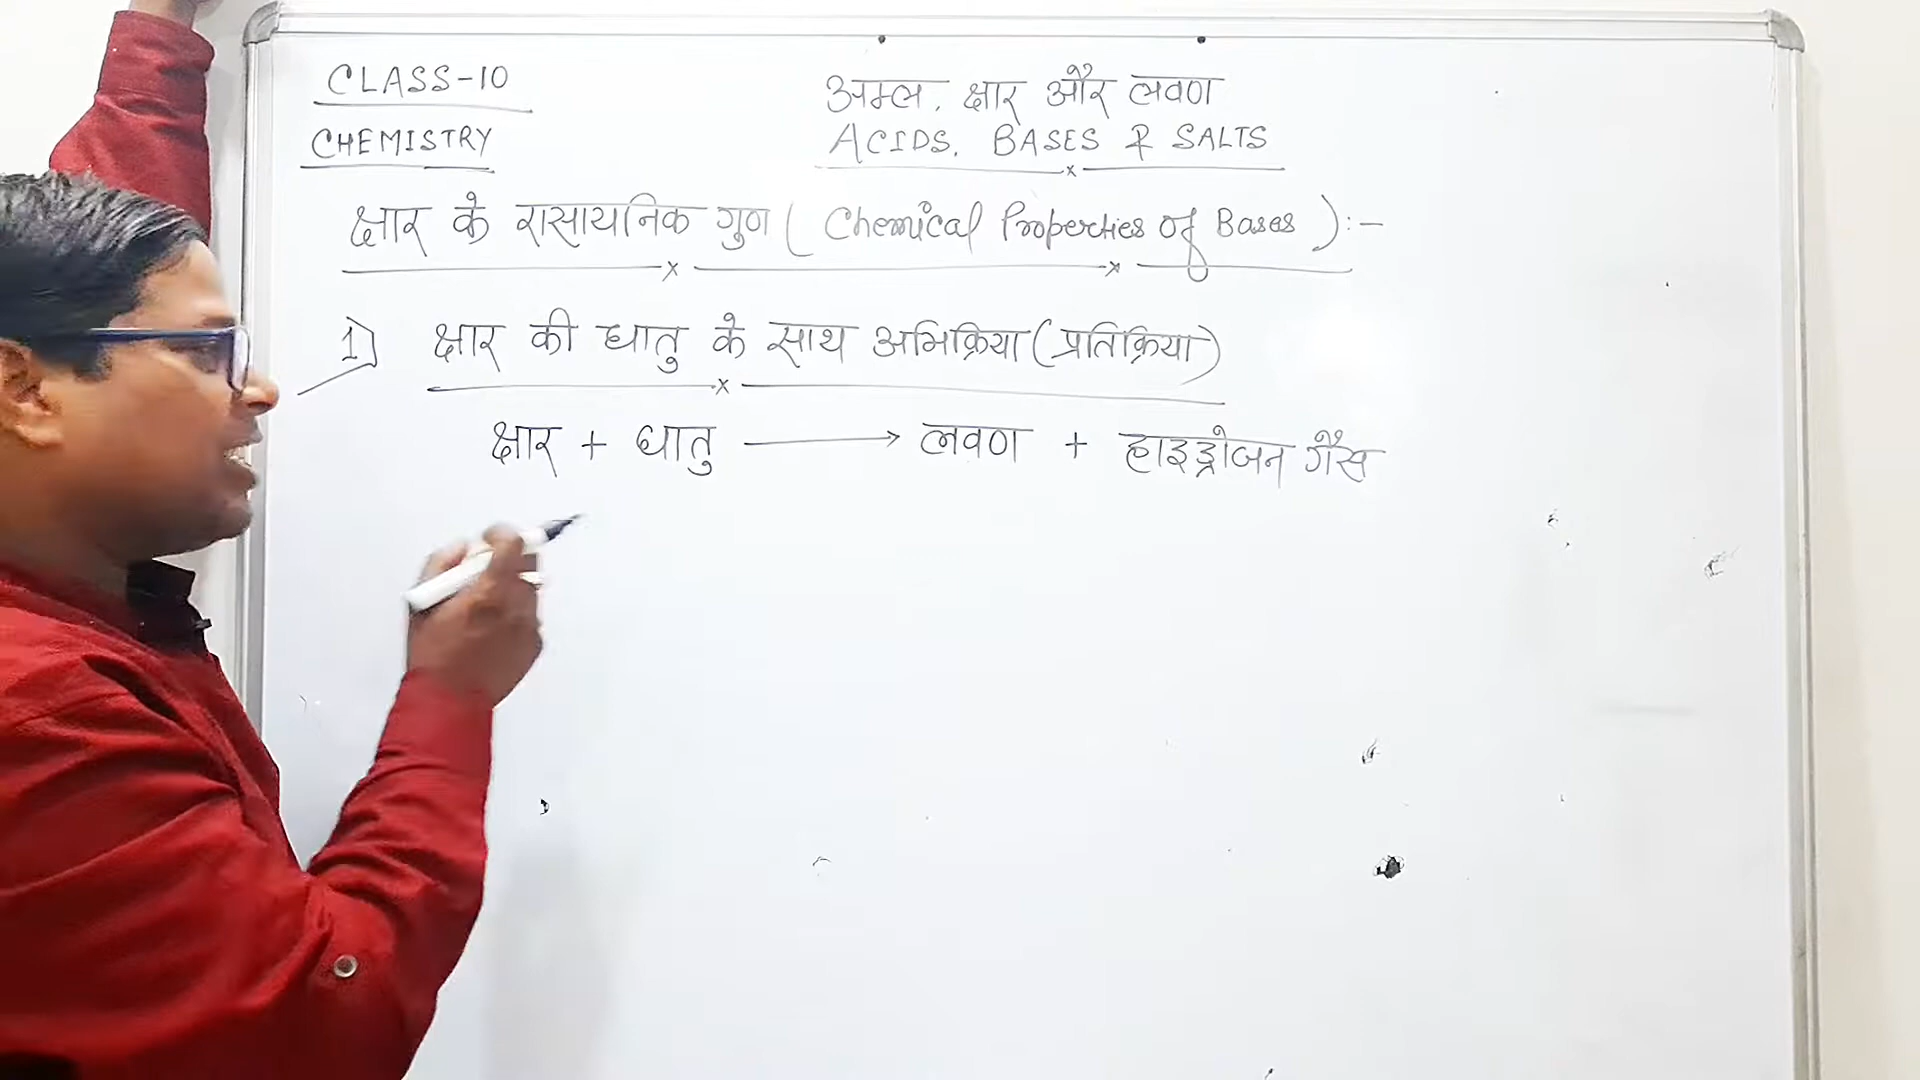 CLASS-10
CHEMISTRY
अम्ल, क्षार और लवण
ACIDS, BASES & SALTS
क्षार के रासायनिक गुण ( Chemical Properties of Bases ) :-
1) क्षार की धातु के साथ अभिक्रिया (प्रतिक्रिया)
क्षार + धातु ⟶ लवण + हाइड्रोजन गैस